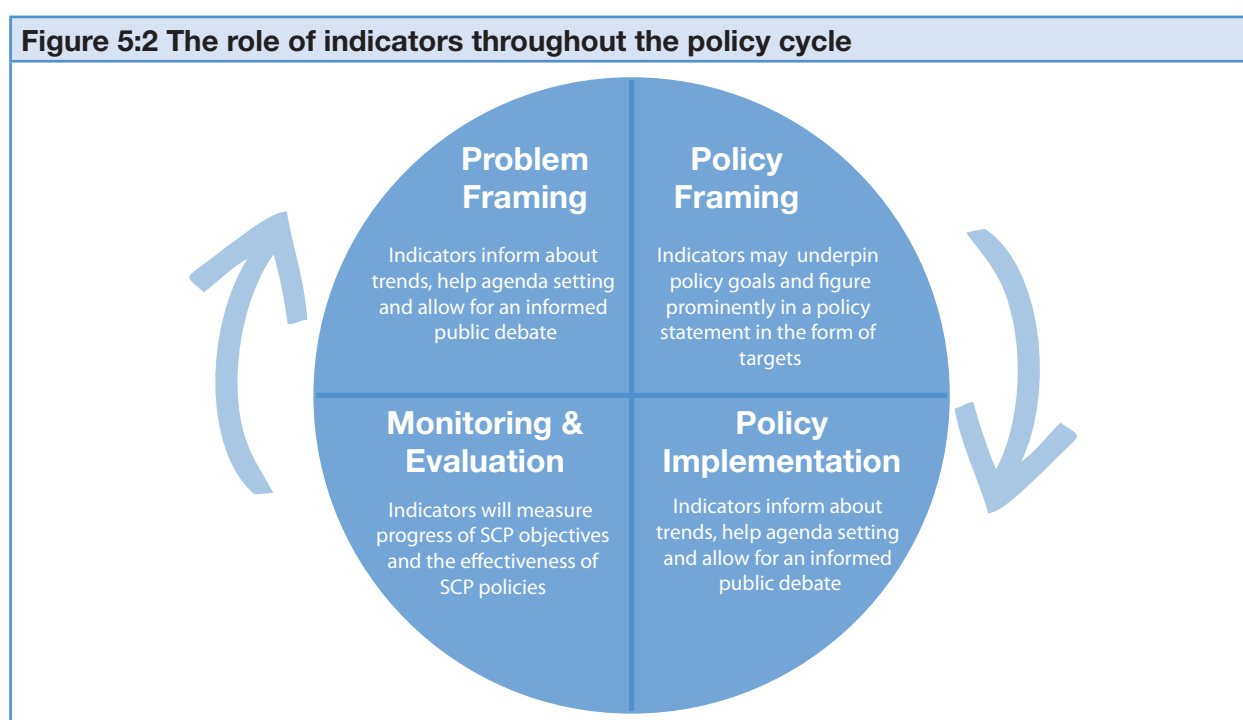 Figure 5:2 The role of indicators throughout the policy cycle
Problem
Framing
Indicators inform about
trends, help agenda setting
and allow for an informed
public debate
Policy
Framing
Indicators may underpin
policy goals and figure
prominently in a policy
statement in the form of
targets
Monitoring &
Evaluation
Indicators will measure
progress of SCP objectives
and the effectiveness of
SCP policies
Policy
Implementation
Indicators inform about
trends, help agenda setting
and allow for an informed
public debate